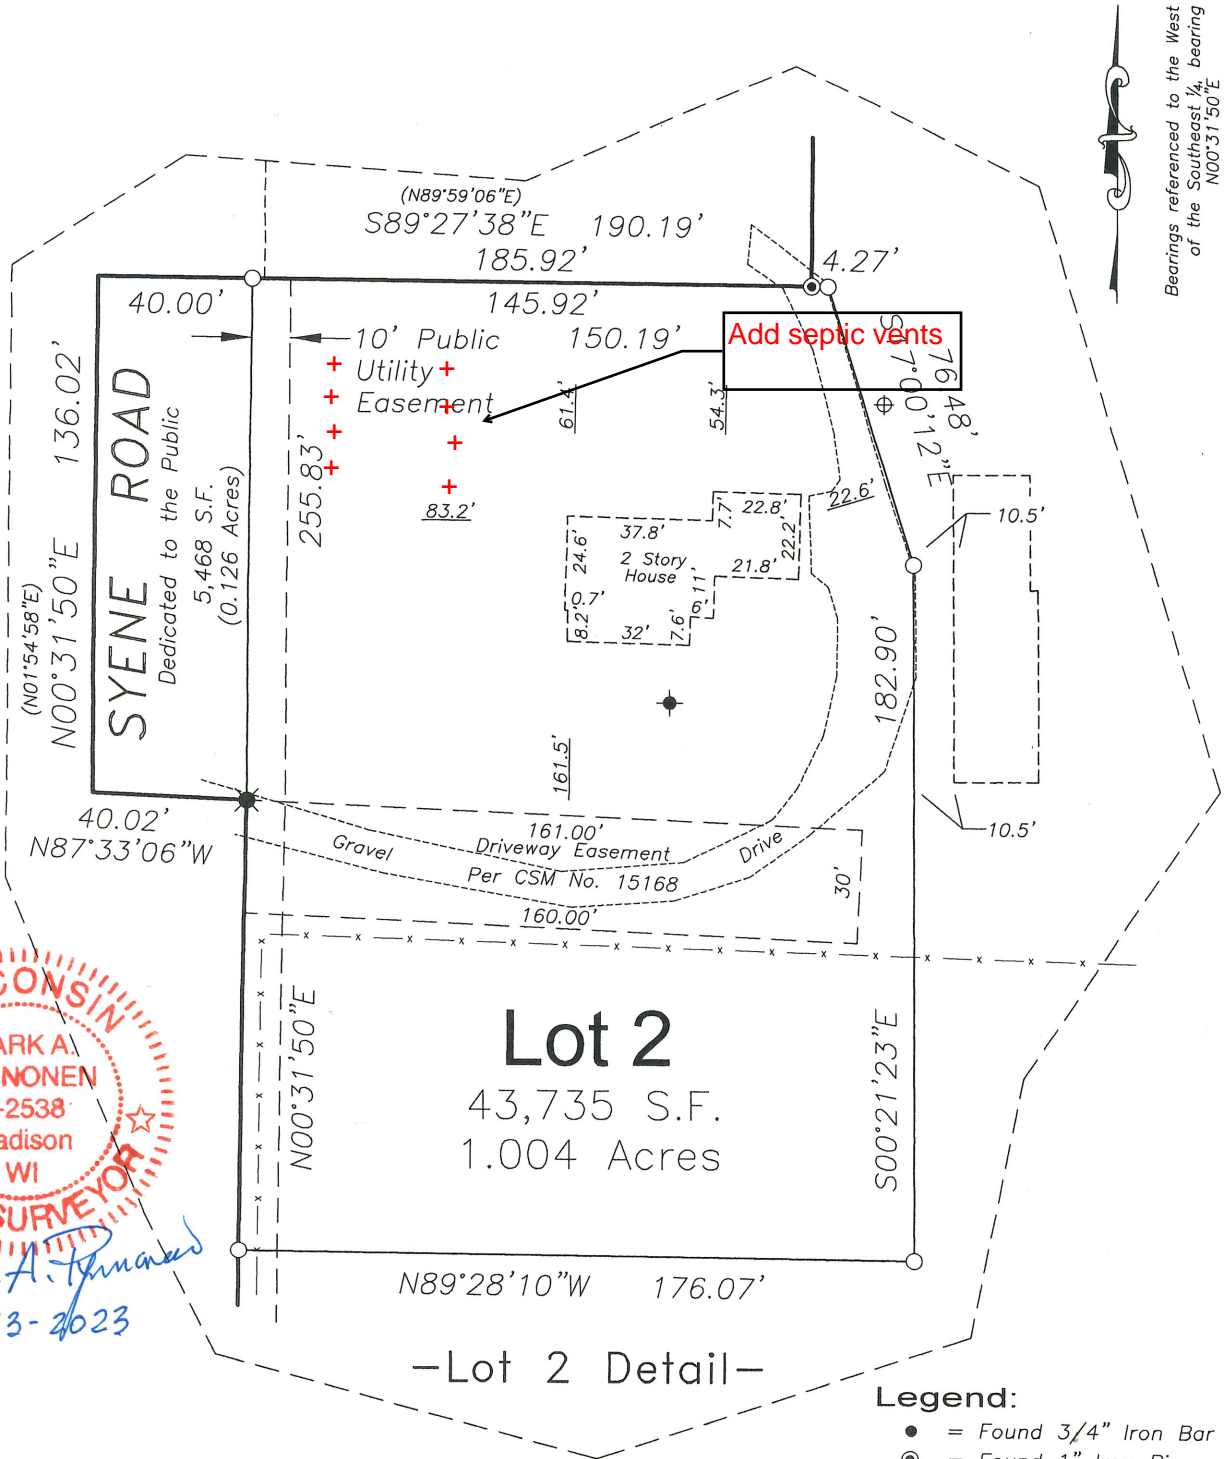 Bearings referenced to the West
of the Southeast ¼, bearing
N00°31'50"E
(N89°59'06"E)
S89°27'38"E 190.19'
185.92'
4.27'
40.00'
145.92'
10' Public
Utility
Easement
150.19'
Add septic vents
S17°00'12"E
76.48'
61.4'
54.3'
(N01°54'58"E)
N00°31'50"E 136.02'
SYENE ROAD
Dedicated to the Public
5,468 S.F.
(0.126 Acres)
255.83'
83.2'
22.6'
10.5'
37.8'
7.7'
22.8'
22.2'
24.6'
2 Story
House
11'
21.8'
0.7'
6'
8.2'
32'
7.6'
182.90'
161.5'
10.5'
40.02'
N87°33'06"W
161.00'
Gravel
Driveway Easement
Drive
Per CSM No. 15168
30'
160.00'
N00°31'50"E
Lot 2
43,735 S.F.
1.004 Acres
S00°21'23"E
CONSIN
ARK A.
NONEN
-2538
adison
WI
SURVEYOR
A.
3-2023
N89°28'10"W 176.07'
-Lot 2 Detail-
Legend:
= Found 3/4" Iron Bar
= Found 1" Iron